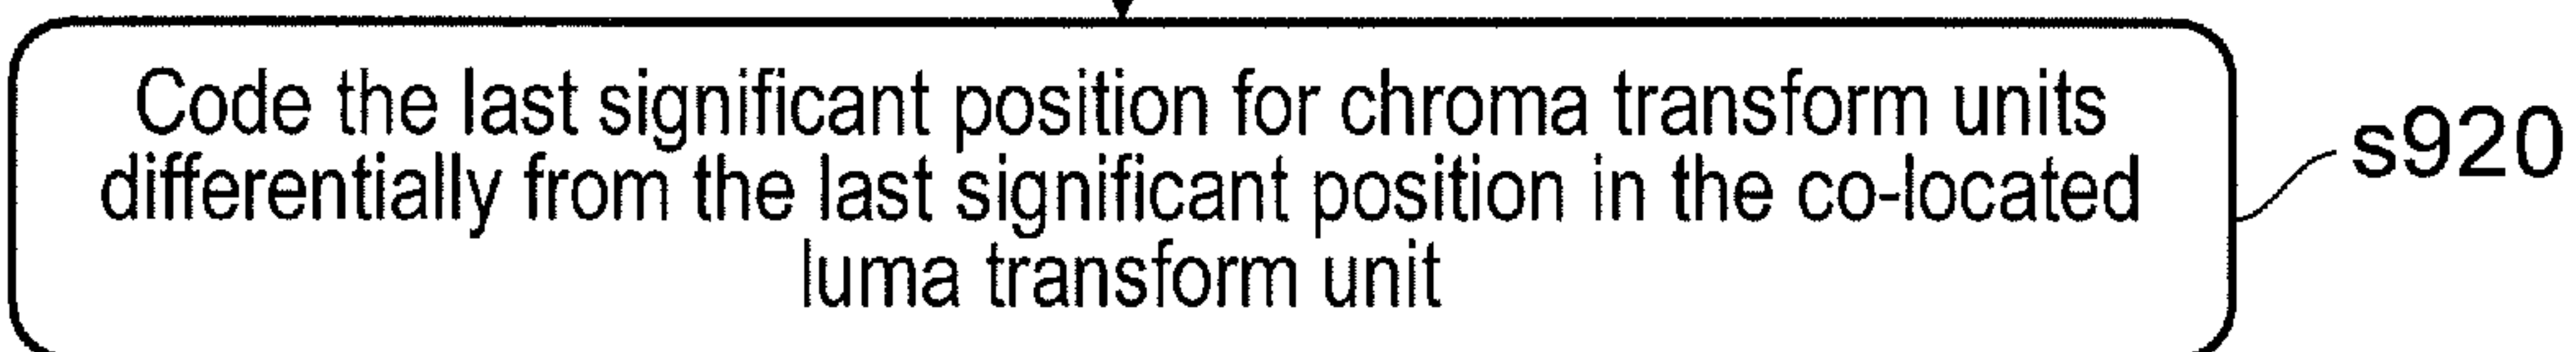 Code the last significant position for chroma transform units
differentially from the last significant position in the co-located
luma transform unit
s920